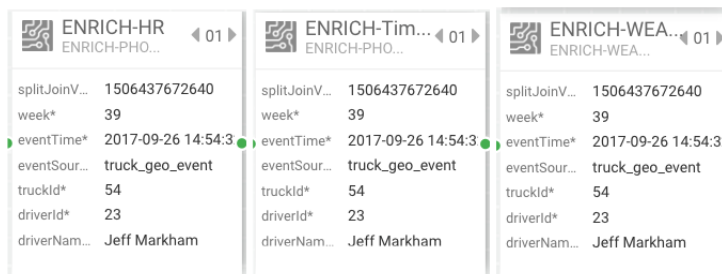 ENRICH-HR
ENRICH-PHO...
01
splitJoinV... 1506437672640
week* 39
eventTime* 2017-09-26 14:54:3
eventSour... truck_geo_event
truckId* 54
driverId* 23
driverNam... Jeff Markham
ENRICH-Tim...
ENRICH-PHO...
01
splitJoinV... 1506437672640
week* 39
eventTime* 2017-09-26 14:54:3
eventSour... truck_geo_event
truckId* 54
driverId* 23
driverNam... Jeff Markham
ENRICH-WEA...
ENRICH-WEA...
01
splitJoinV... 1506437672640
week* 39
eventTime* 2017-09-26 14:54:3
eventSour... truck_geo_event
truckId* 54
driverId* 23
driverNam... Jeff Markham